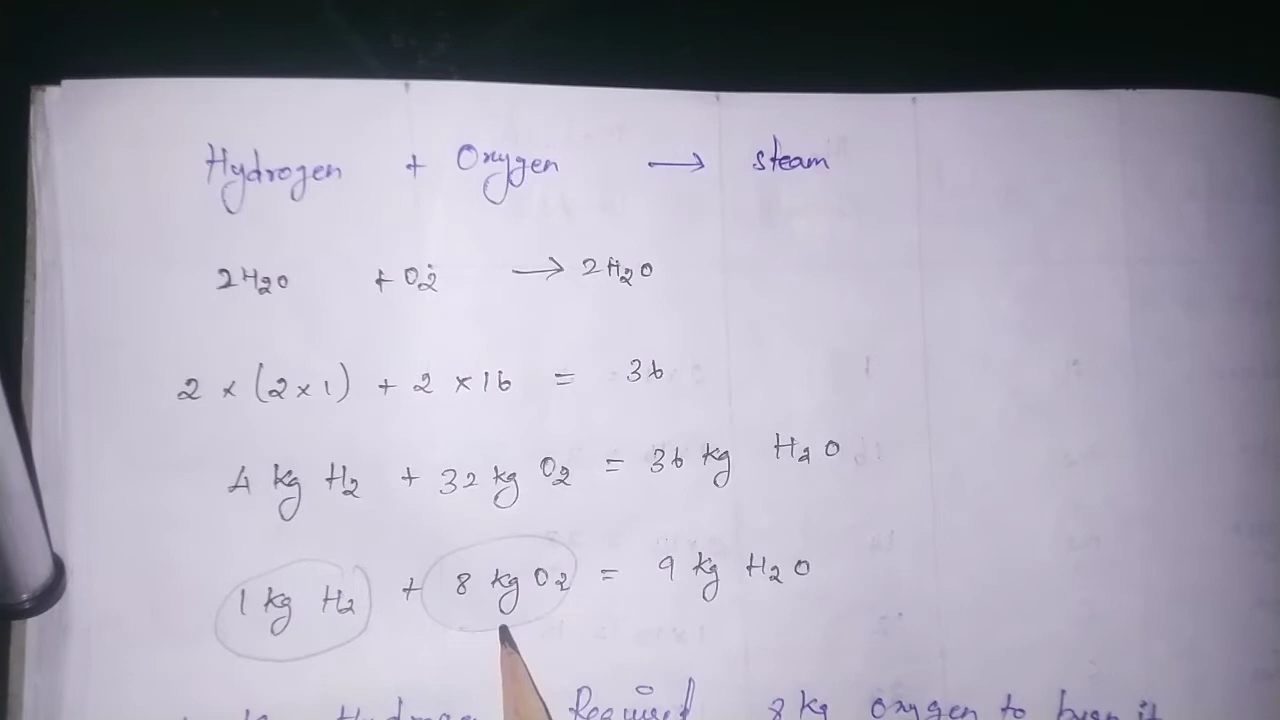 Hydrogen + Oxygen → steam
2H₂O + O₂ → 2H₂O
2 × (2×1) + 2 × 16 = 36
4 kg H₂ + 32 kg O₂ = 36 kg H₂O
1 kg H₂ + 8 kg O₂ = 9 kg H₂O
Required 8 kg oxygen to